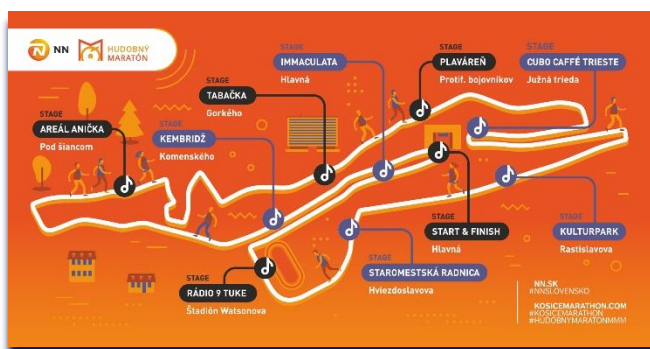 NN
HUDOBNÝ
MARATÓN
STAGE
AREÁL ANIČKA
Pod šiancom
STAGE
KEMBRIDŽ
Komenského
STAGE
TABAČKA
Gorkého
STAGE
IMMACULATA
Hlavná
STAGE
PLAVÁREŇ
Protif. bojovníkov
STAGE
CUBO CAFFÉ TRIESTE
Južná trieda
STAGE
RÁDIO 9 TUKE
Štadión Watsonova
STAGE
STAROMESTSKÁ RADNICA
Hviezdoslavova
STAGE
START & FINISH
Hlavná
STAGE
KULTURPARK
Rastislavova
NN.SK
#NNSLOVENSKO
KOSICEMARATHON.COM
#KOSICEMARATHON
#HUDOBNYMARATONMMM